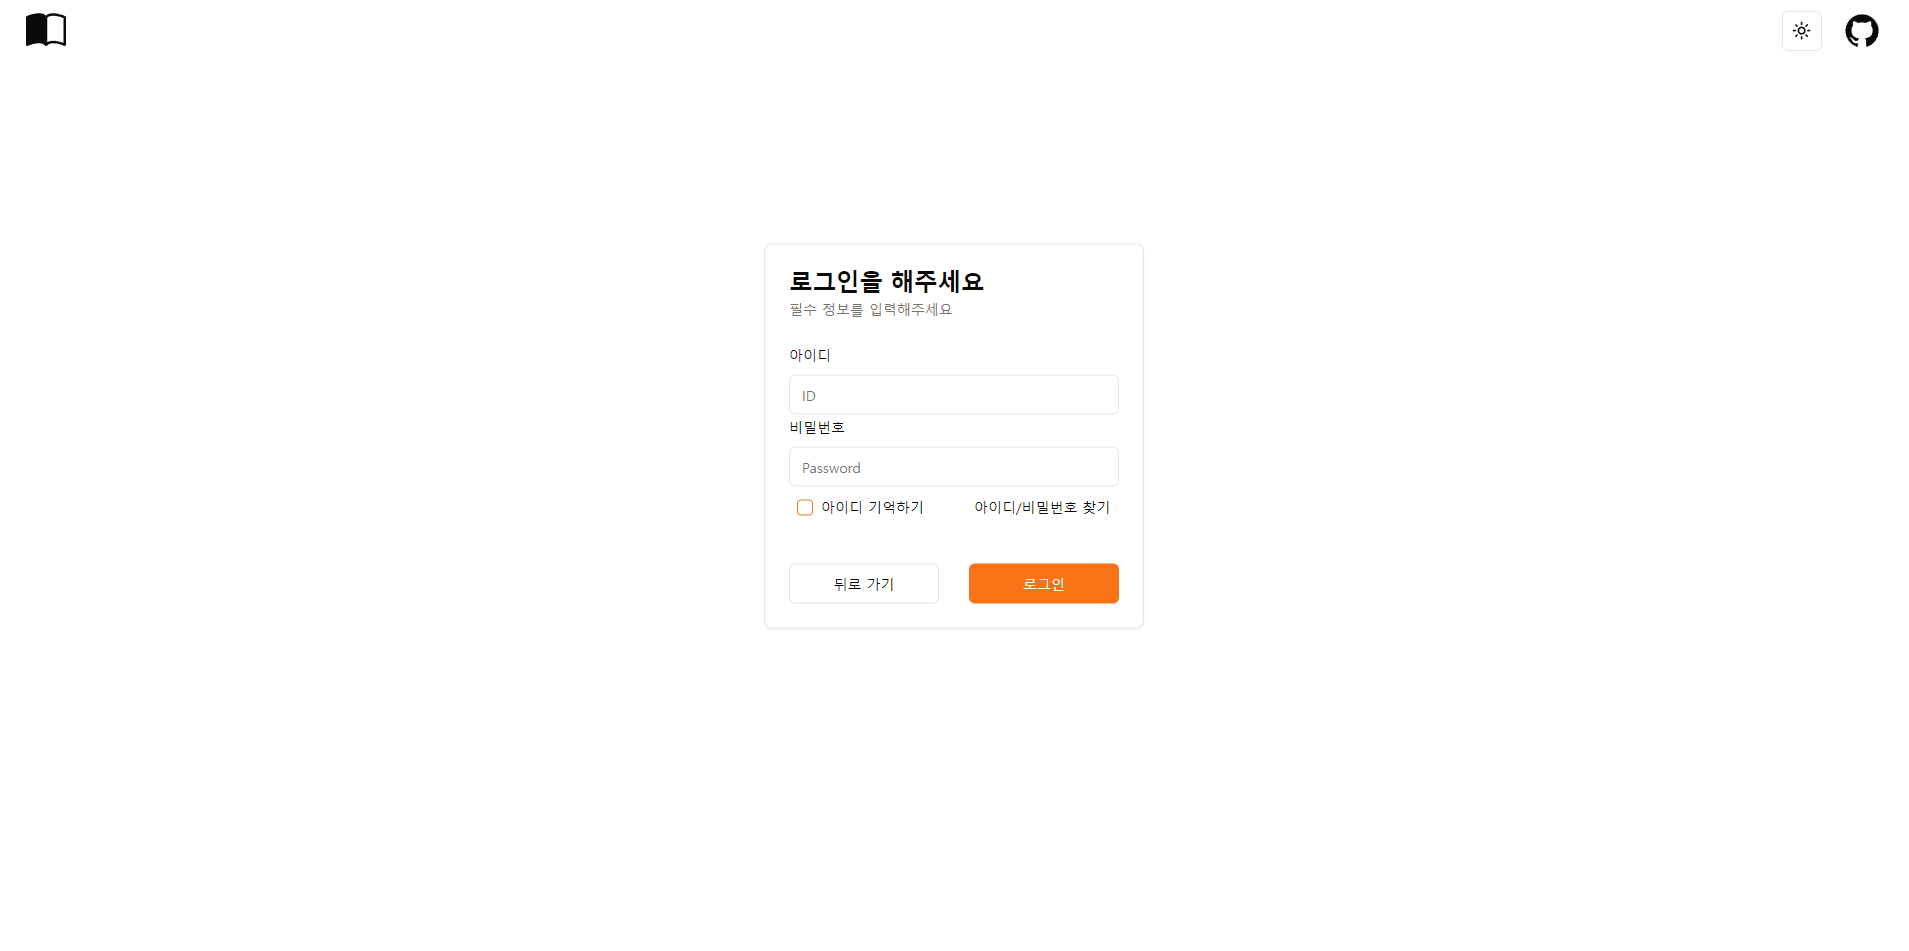 로그인을 해주세요
필수 정보를 입력해주세요
아이디
ID
비밀번호
Password
아이디 기억하기 아이디/비밀번호 찾기
뒤로 가기 로그인